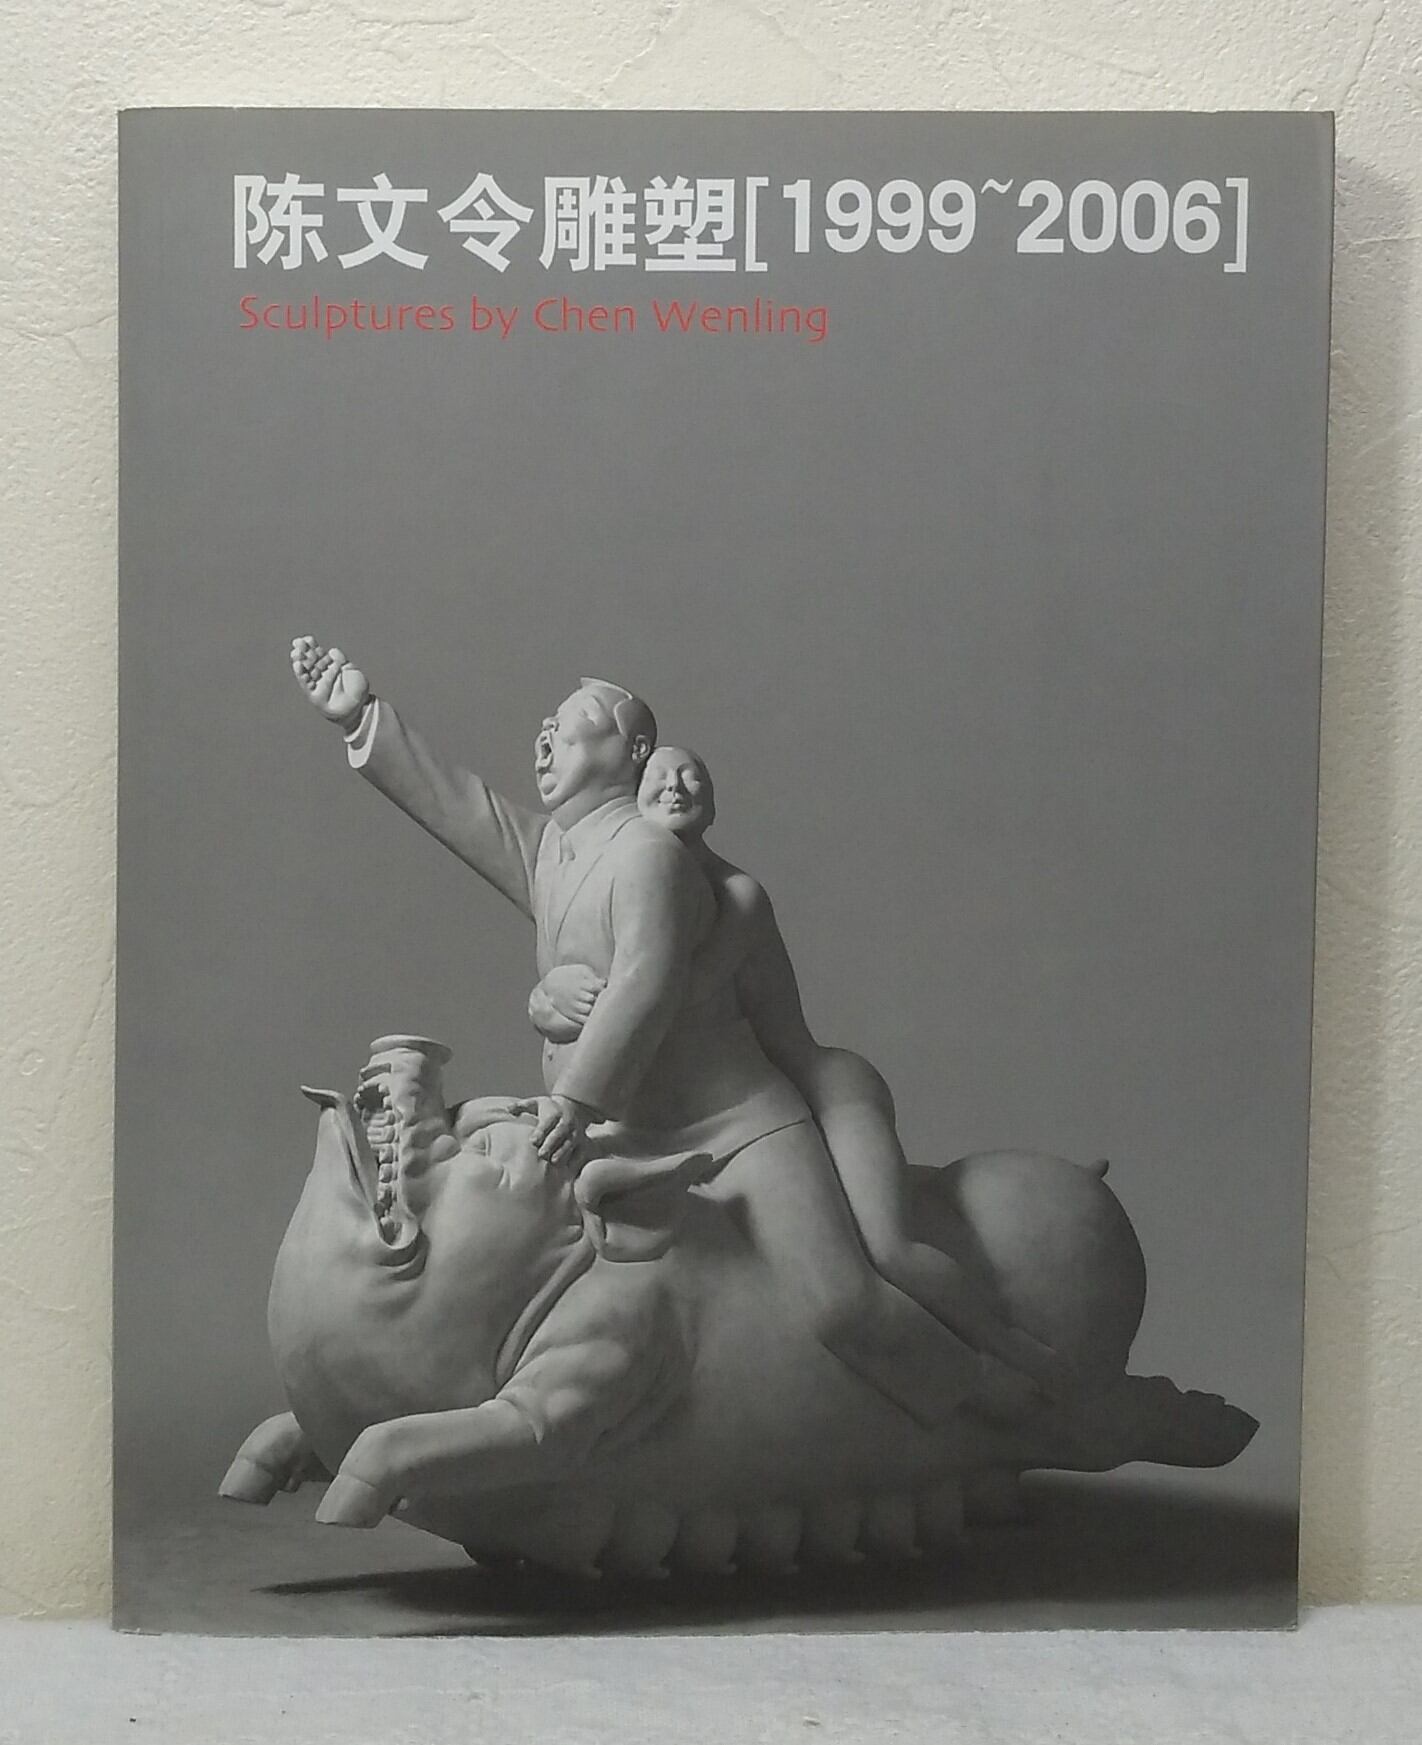 陈文令雕塑[1999~2006]
Sculptures by Chen Wenling